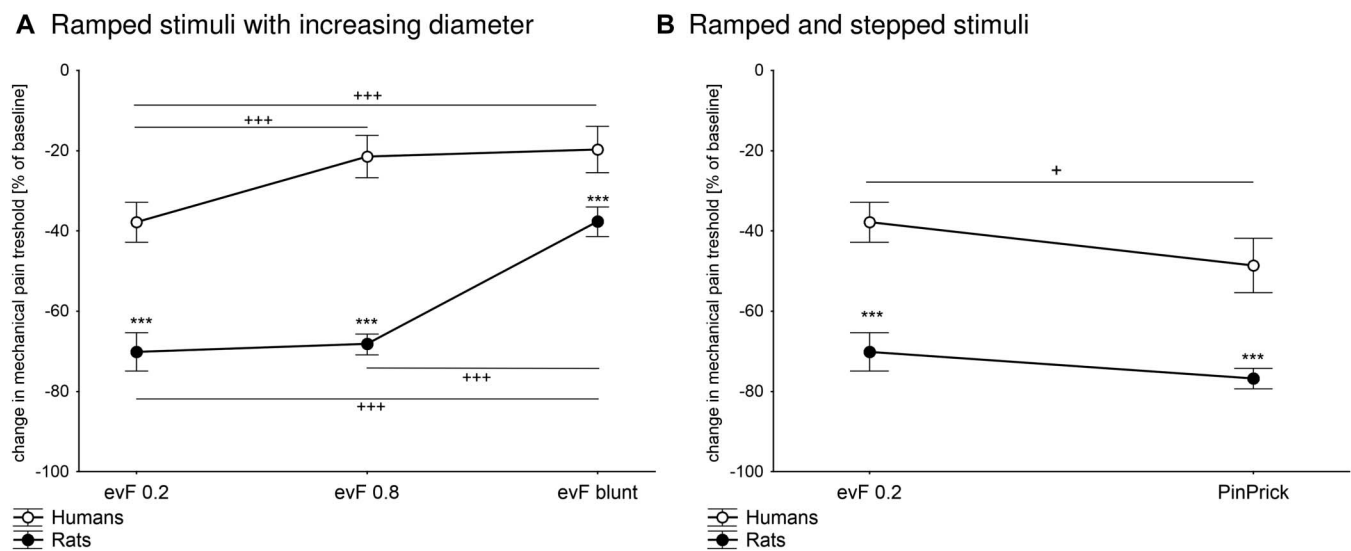 A Ramped stimuli with increasing diameter
change in mechanical pain treshold [% of baseline]
0
-20
-40
-60
-80
-100
+++
+++
***
***
***
+++
+++
evF 0.2
evF 0.8
evF blunt
Humans
Rats
B Ramped and stepped stimuli
change in mechanical pain treshold [% of baseline]
0
-20
-40
-60
-80
-100
+
***
***
evF 0.2
PinPrick
Humans
Rats